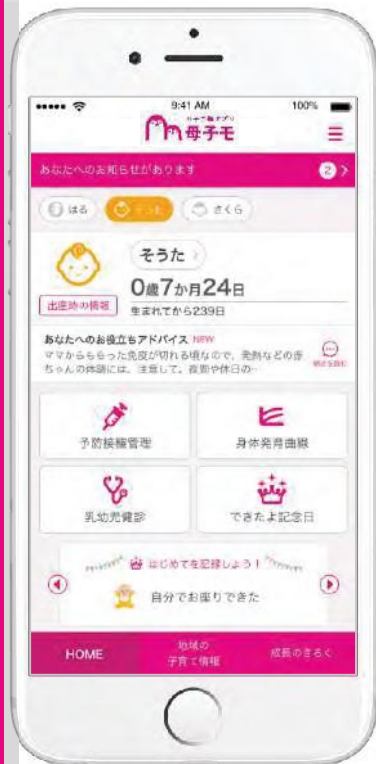 9:41 AM
100%
母子モ
あなたへのお知らせがあります
2
はる
そうた
さくら
そうた
0歳7か月24日
出産時の情報
生まれてから239日
あなたへのお役立ちアドバイス NEW
ママからもらった免疫が切れる頃なので、発熱などの赤
ちゃんの体調には、注意して。夜間や休日の…
続きを読む
予防接種管理
身体発育曲線
乳幼児健診
できたよ記念日
はじめてを記録しよう！
自分でお座りできた
HOME
地域の
子育て情報
成長のきろく